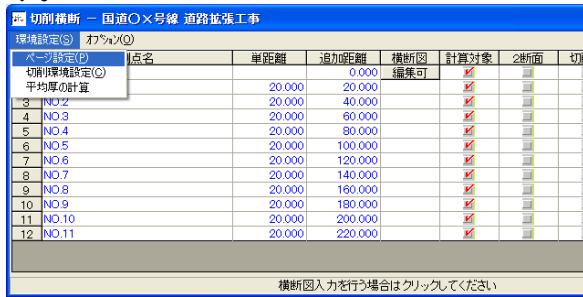 切削横断 － 国道○×号線 道路拡張工事
環境設定(S) オプション(O)
ページ設定(P)
切削環境設定(C)
平均厚の計算
点名 単距離 追加距離 横断図 計算対象 2断面
0.000 編集可
20.000 20.000
3 NO.2 20.000 40.000
4 NO.3 20.000 60.000
5 NO.4 20.000 80.000
6 NO.5 20.000 100.000
7 NO.6 20.000 120.000
8 NO.7 20.000 140.000
9 NO.8 20.000 160.000
10 NO.9 20.000 180.000
11 NO.10 20.000 200.000
12 NO.11 20.000 220.000
横断図入力を行う場合はクリックしてください